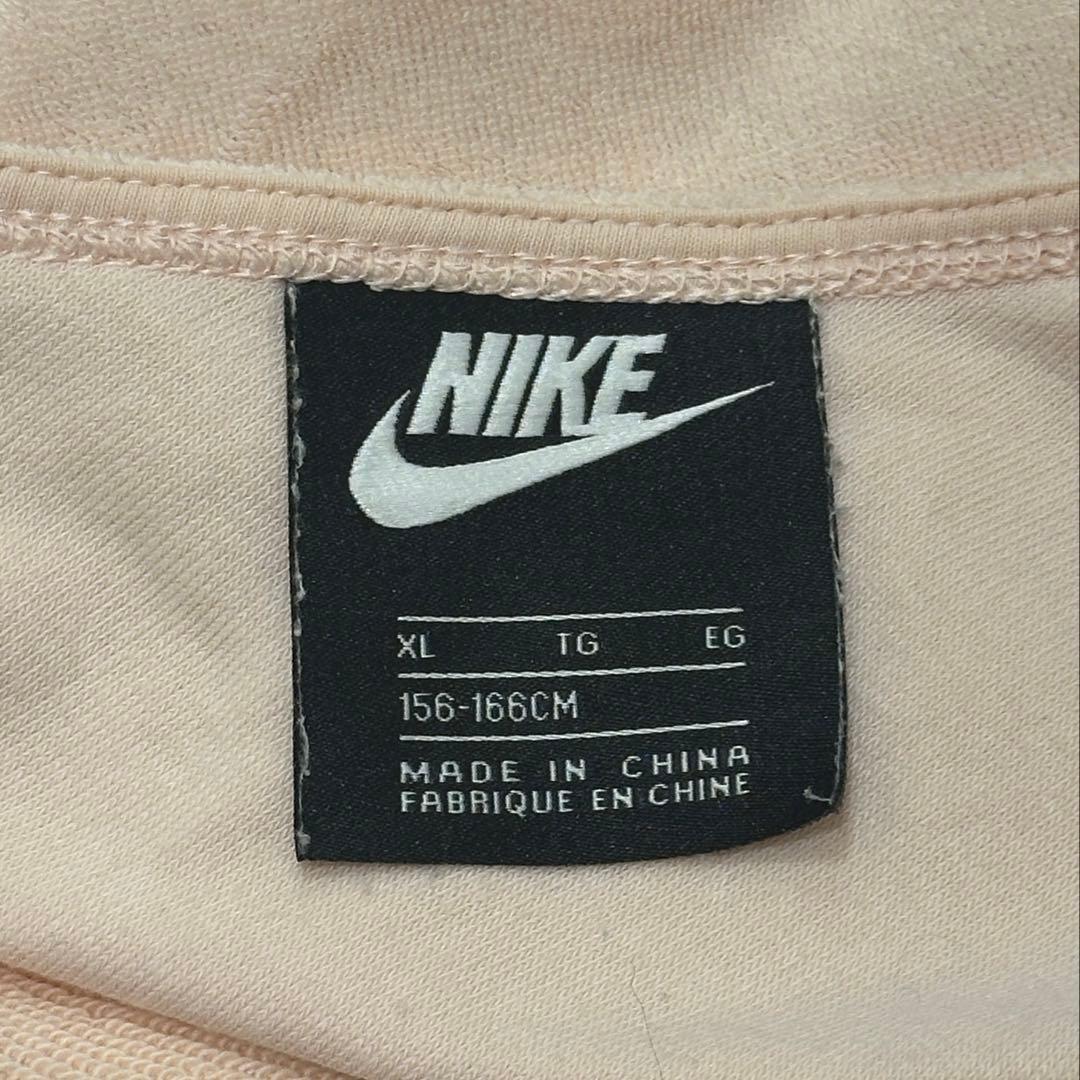 NIKE
XL TG EG
156-166CM
MADE IN CHINA
FABRIQUE EN CHINE